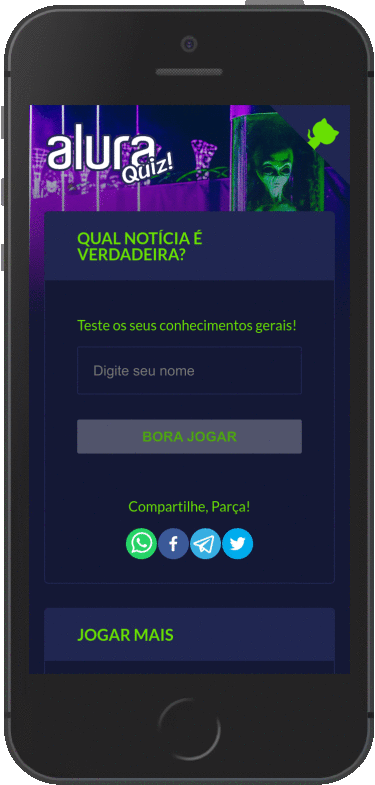 alura
Quiz!
QUAL NOTÍCIA É
VERDADEIRA?
Teste os seus conhecimentos gerais!
Digite seu nome
BORA JOGAR
Compartilhe, Parça!
JOGAR MAIS